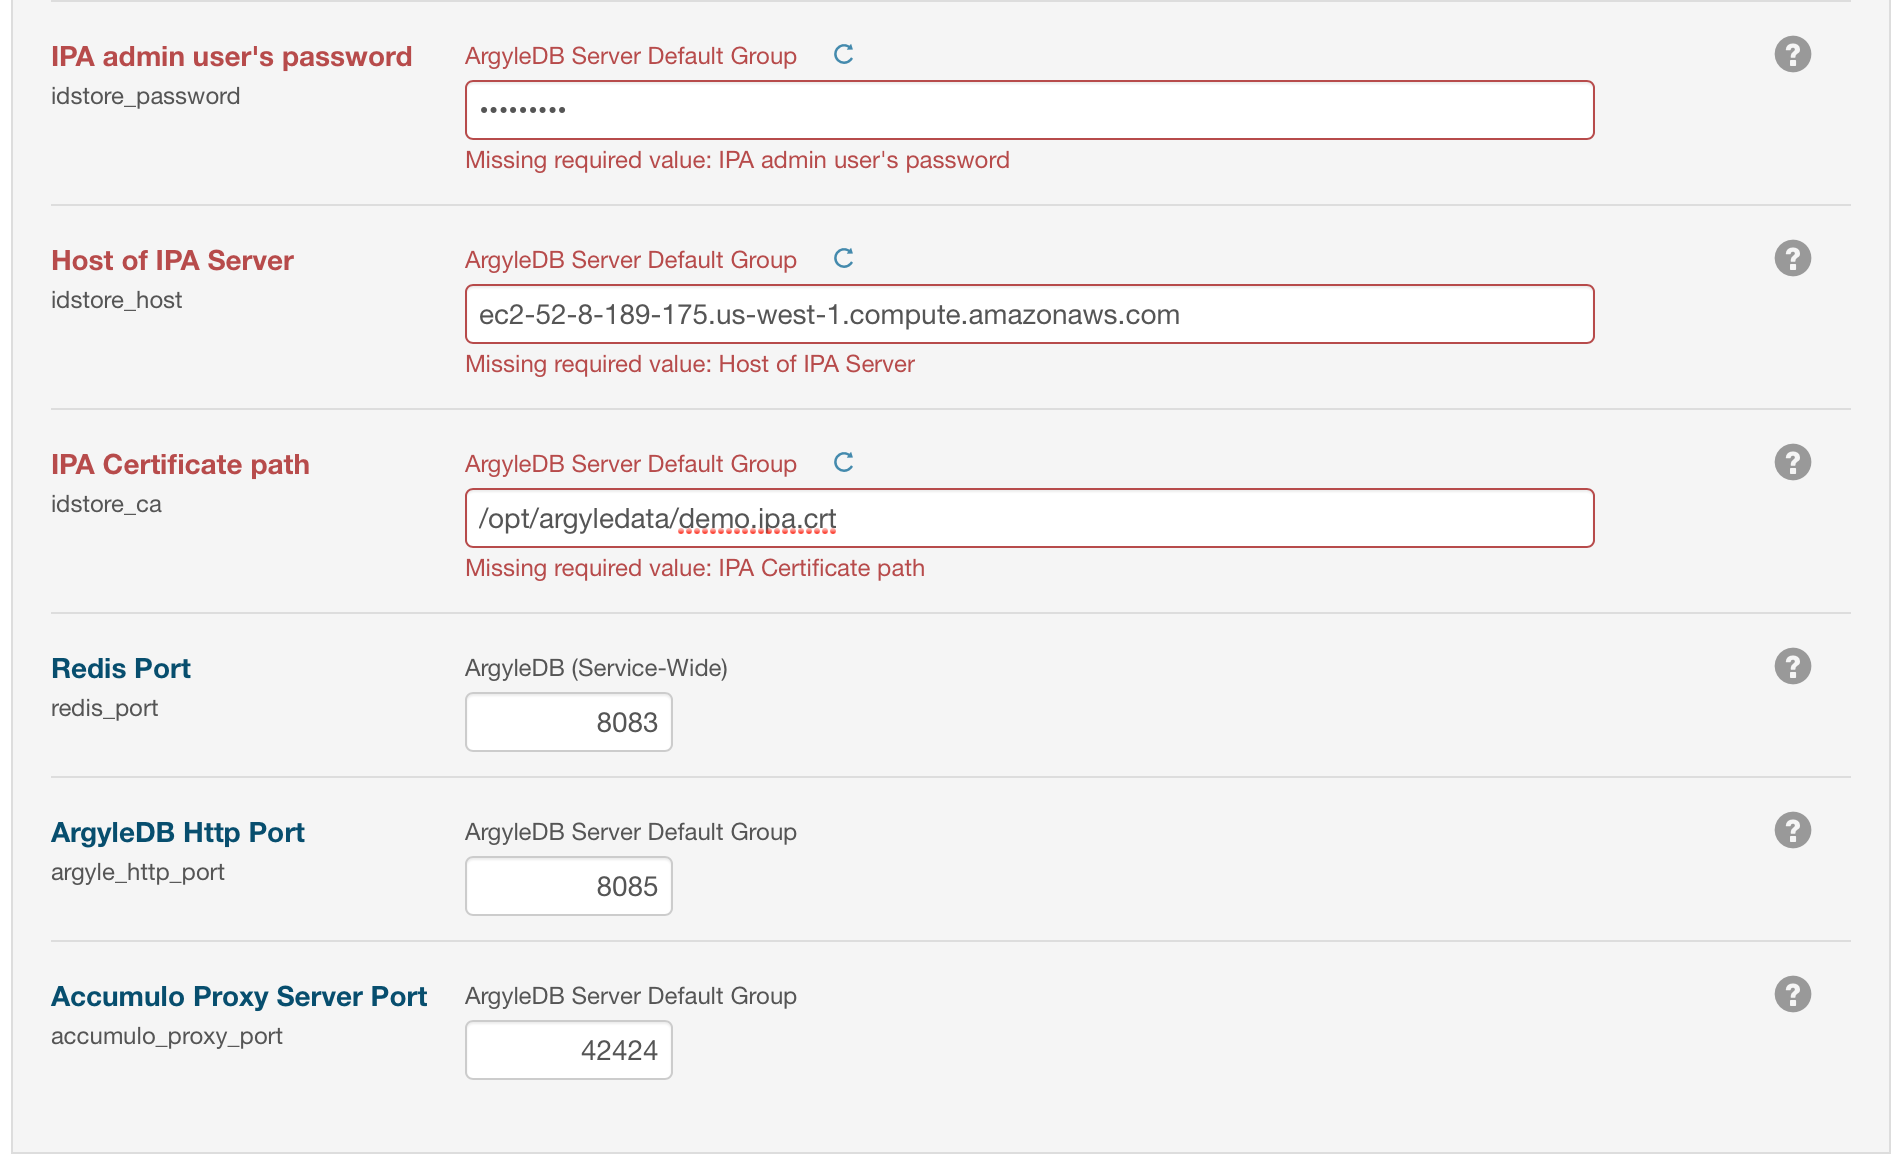 IPA admin user's password
idstore_password
ArgyleDB Server Default Group
•••••••••
Missing required value: IPA admin user's password
Host of IPA Server
idstore_host
ArgyleDB Server Default Group
ec2-52-8-189-175.us-west-1.compute.amazonaws.com
Missing required value: Host of IPA Server
IPA Certificate path
idstore_ca
ArgyleDB Server Default Group
/opt/argyledata/demo.ipa.crt
Missing required value: IPA Certificate path
Redis Port
redis_port
ArgyleDB (Service-Wide)
8083
ArgyleDB Http Port
argyle_http_port
ArgyleDB Server Default Group
8085
Accumulo Proxy Server Port
accumulo_proxy_port
ArgyleDB Server Default Group
42424